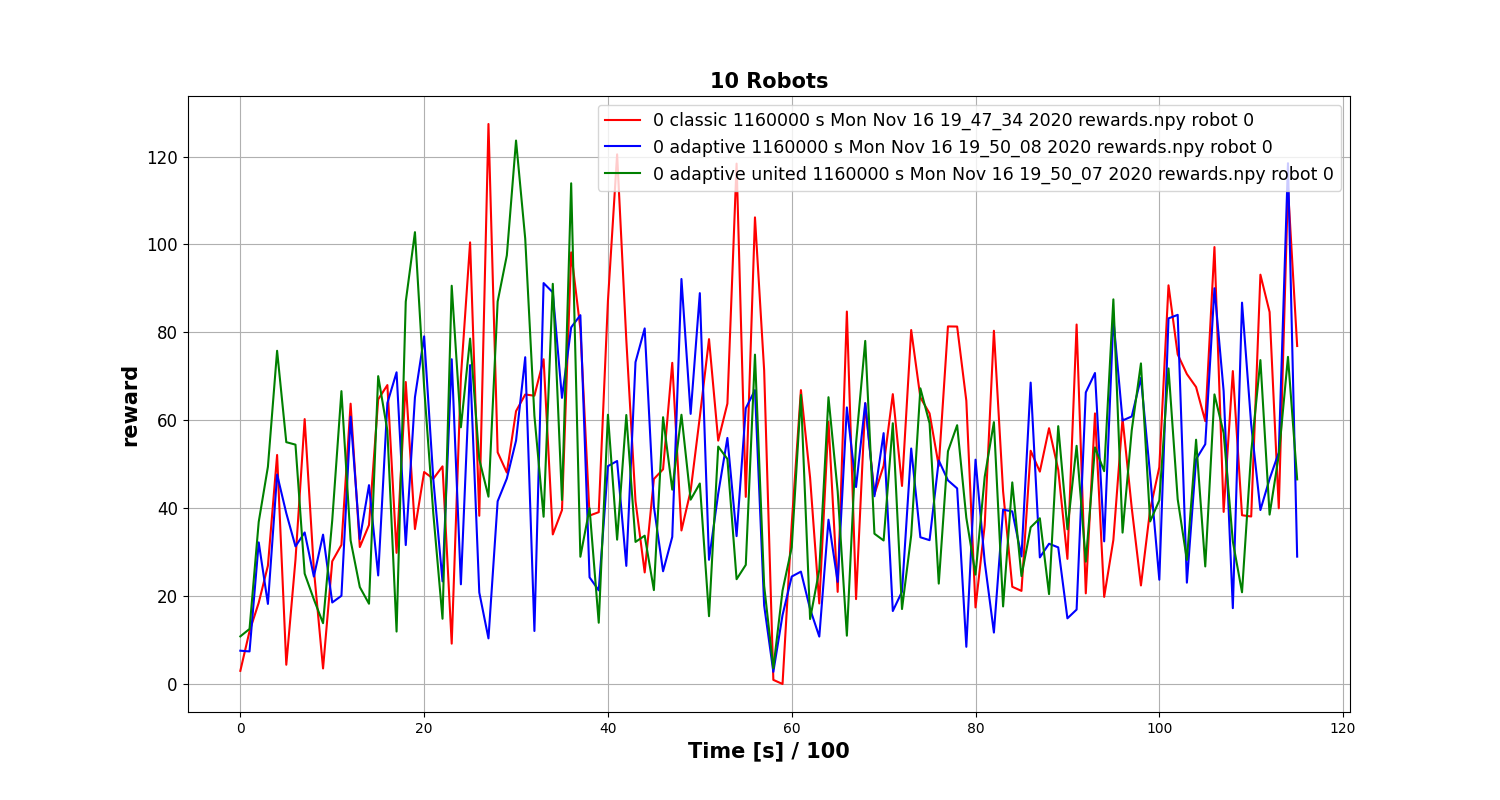 10 Robots
0 classic 1160000 s Mon Nov 16 19_47_34 2020 rewards.npy robot 0
0 adaptive 1160000 s Mon Nov 16 19_50_08 2020 rewards.npy robot 0
0 adaptive united 1160000 s Mon Nov 16 19_50_07 2020 rewards.npy robot 0
120
100
80
60
40
20
0
reward
0 20 40 60 80 100 120
Time [s] / 100